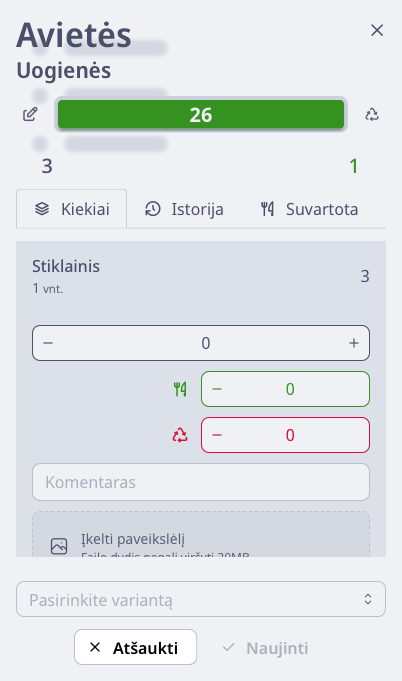 Avietės
Uogienės
26
3 1
Kiekiai Istorija Suvartota
Stiklainis 3
1 vnt.
− 0 +
− 0
− 0
Komentaras
Įkelti paveikslėlį
Failo dydis negali viršyti 20MB
Pasirinkite variantą
Atšaukti Naujinti